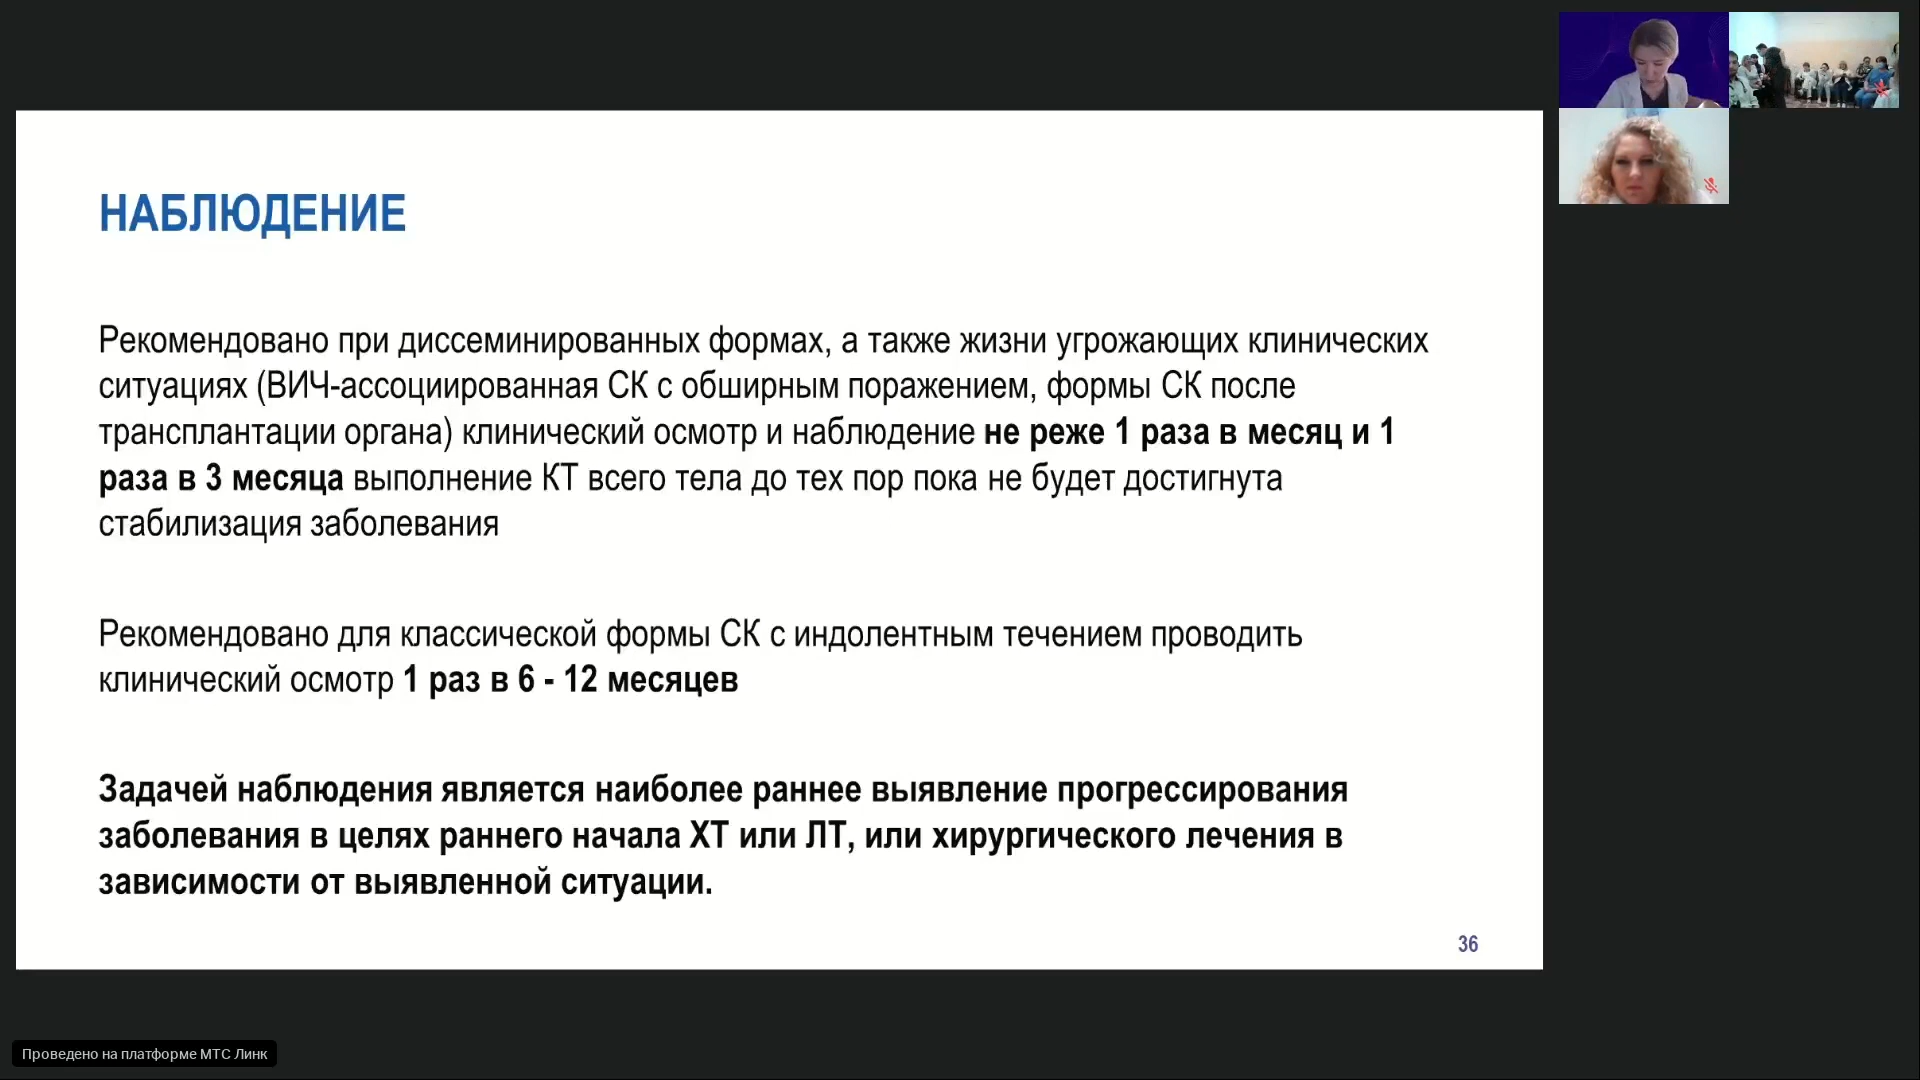 НАБЛЮДЕНИЕ
Рекомендовано при диссеминированных формах, а также жизни угрожающих клинических
ситуациях (ВИЧ-ассоциированная СК с обширным поражением, формы СК после
трансплантации органа) клинический осмотр и наблюдение не реже 1 раза в месяц и 1
раза в 3 месяца выполнение КТ всего тела до тех пор пока не будет достигнута
стабилизация заболевания
Рекомендовано для классической формы СК с индолентным течением проводить
клинический осмотр 1 раз в 6 - 12 месяцев
Задачей наблюдения является наиболее раннее выявление прогрессирования
заболевания в целях раннего начала ХТ или ЛТ, или хирургического лечения в
зависимости от выявленной ситуации.
36
Проведено на платформе МТС Линк